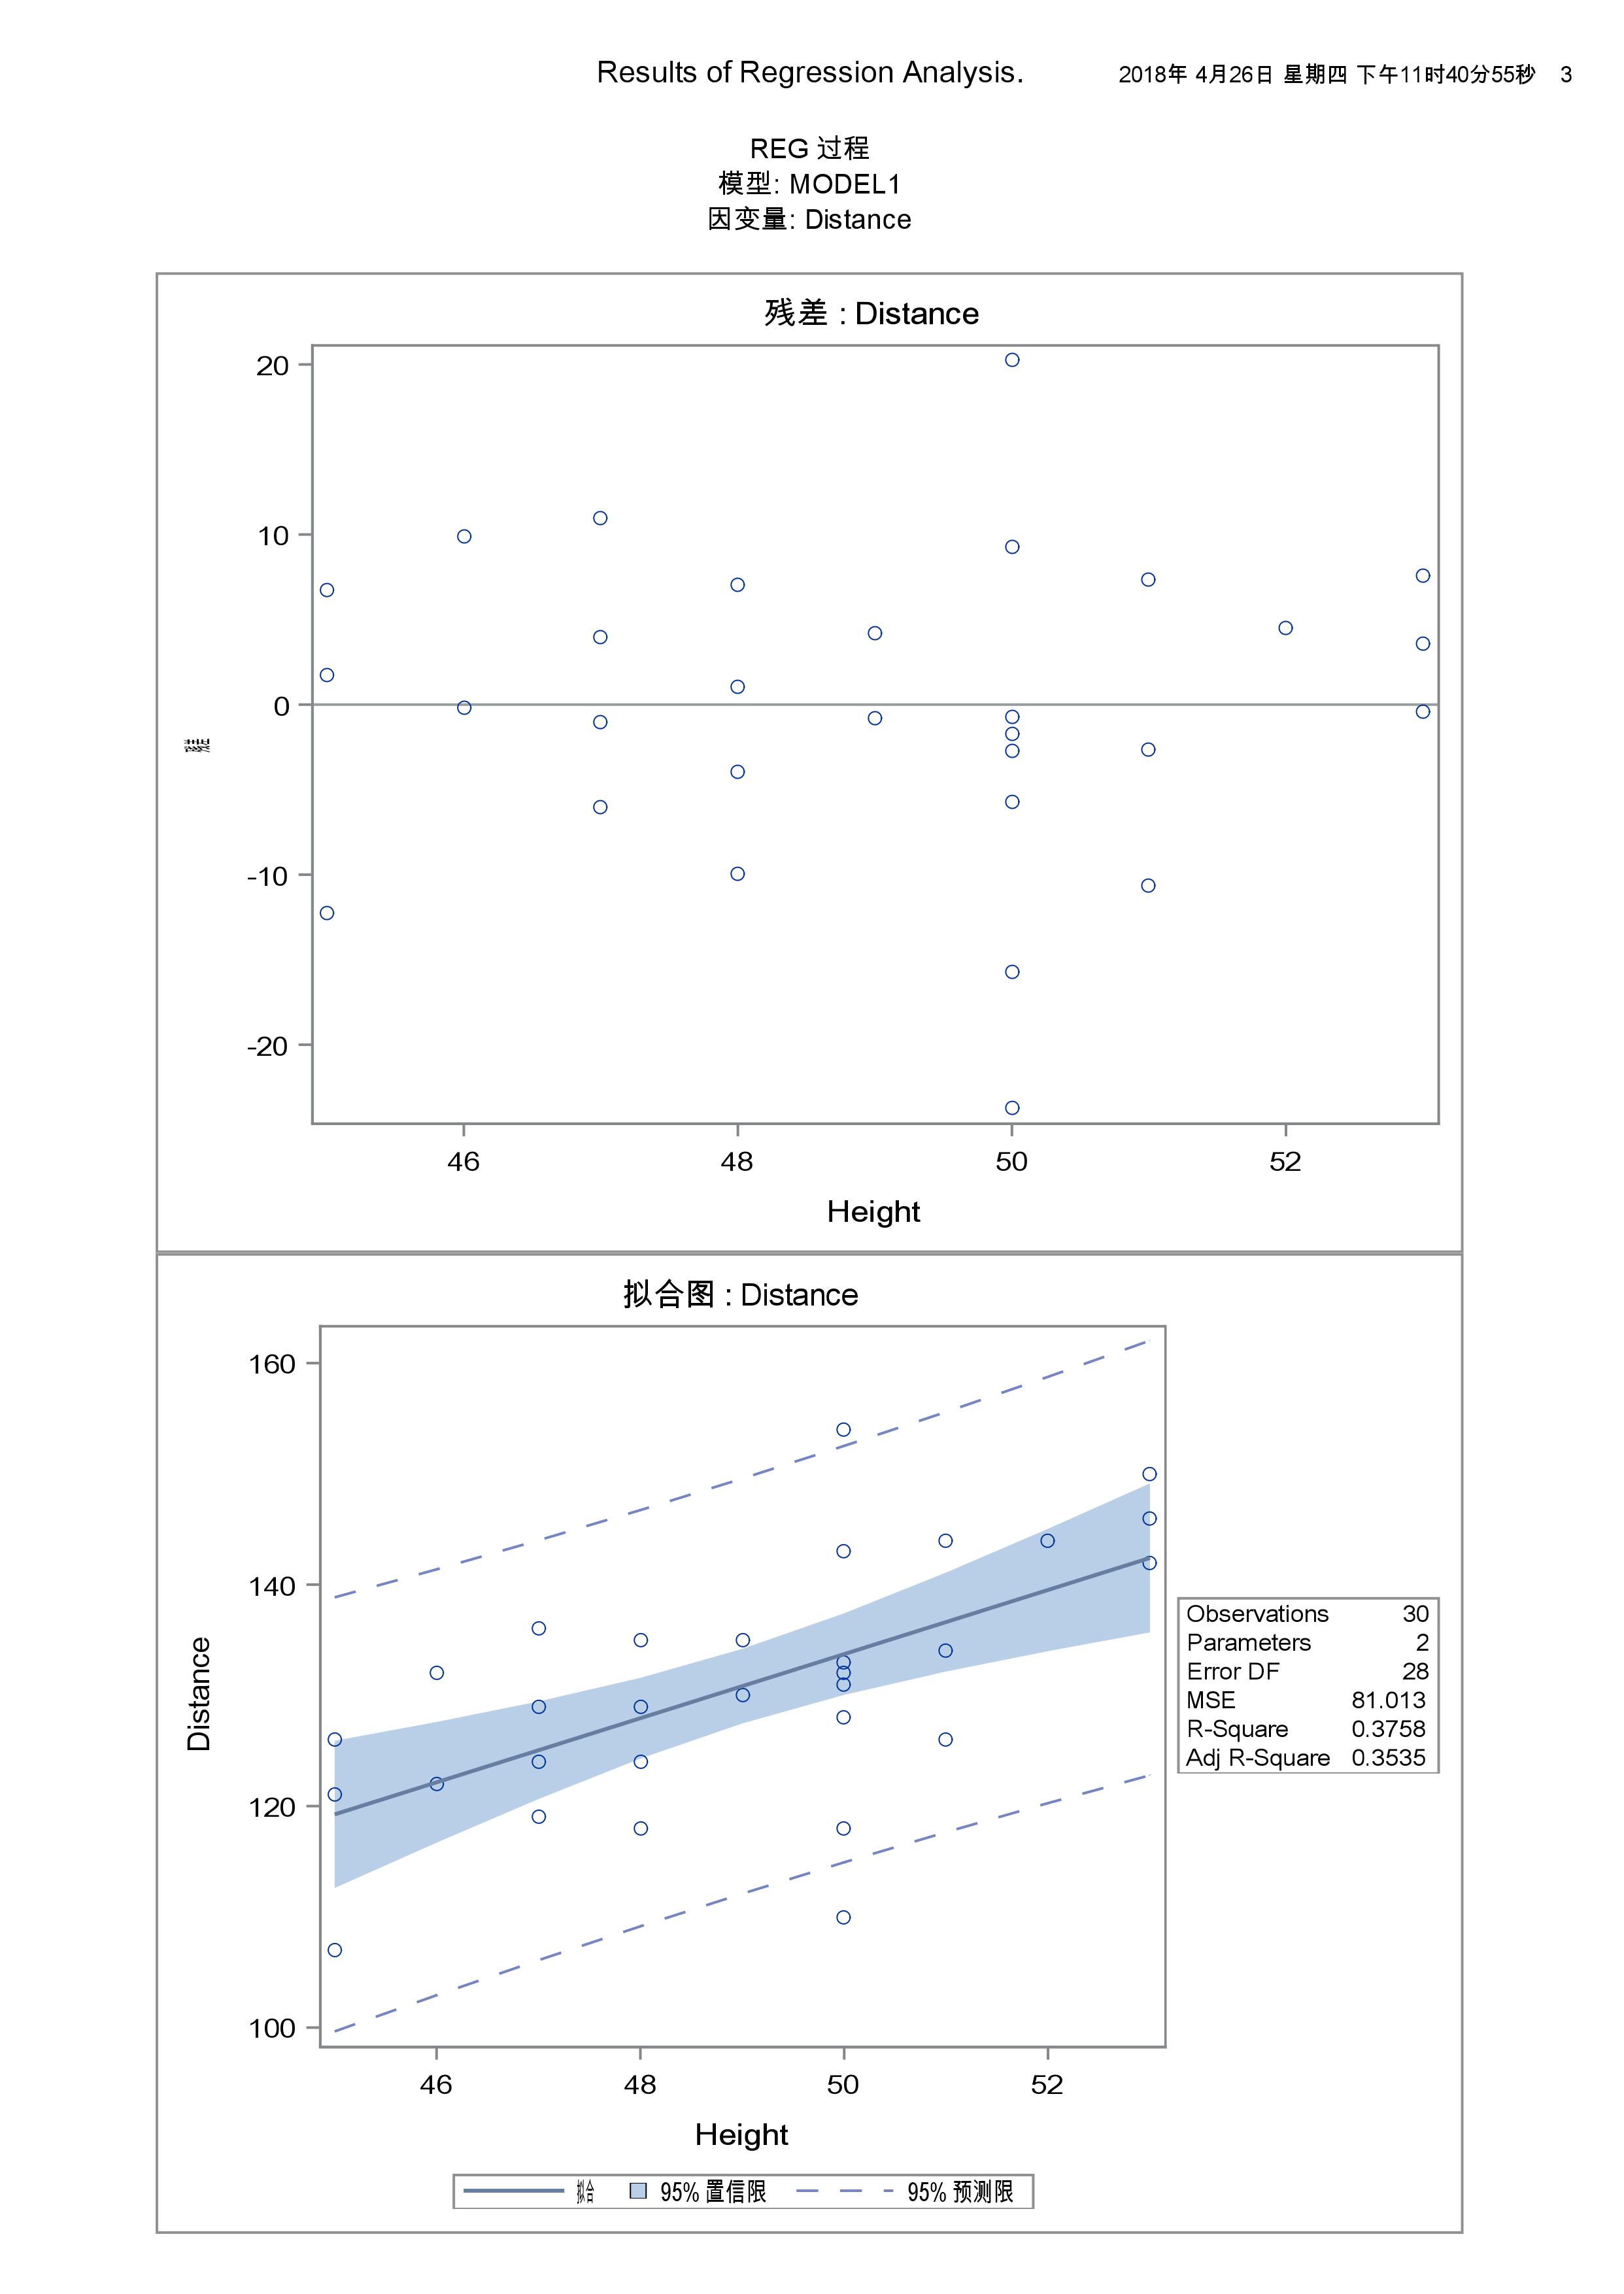 Results of Regression Analysis. 2018年 4月26日 星期四 下午11时40分55秒 3
REG 过程
模型: MODEL1
因变量: Distance
残差 : Distance
20
10
0
-10
-20
残差
46 48 50 52
Height
拟合图 : Distance
160
140
120
100
Distance
46 48 50 52
Height
Observations 30
Parameters 2
Error DF 28
MSE 81.013
R-Square 0.3758
Adj R-Square 0.3535
拟合 95% 置信限 95% 预测限